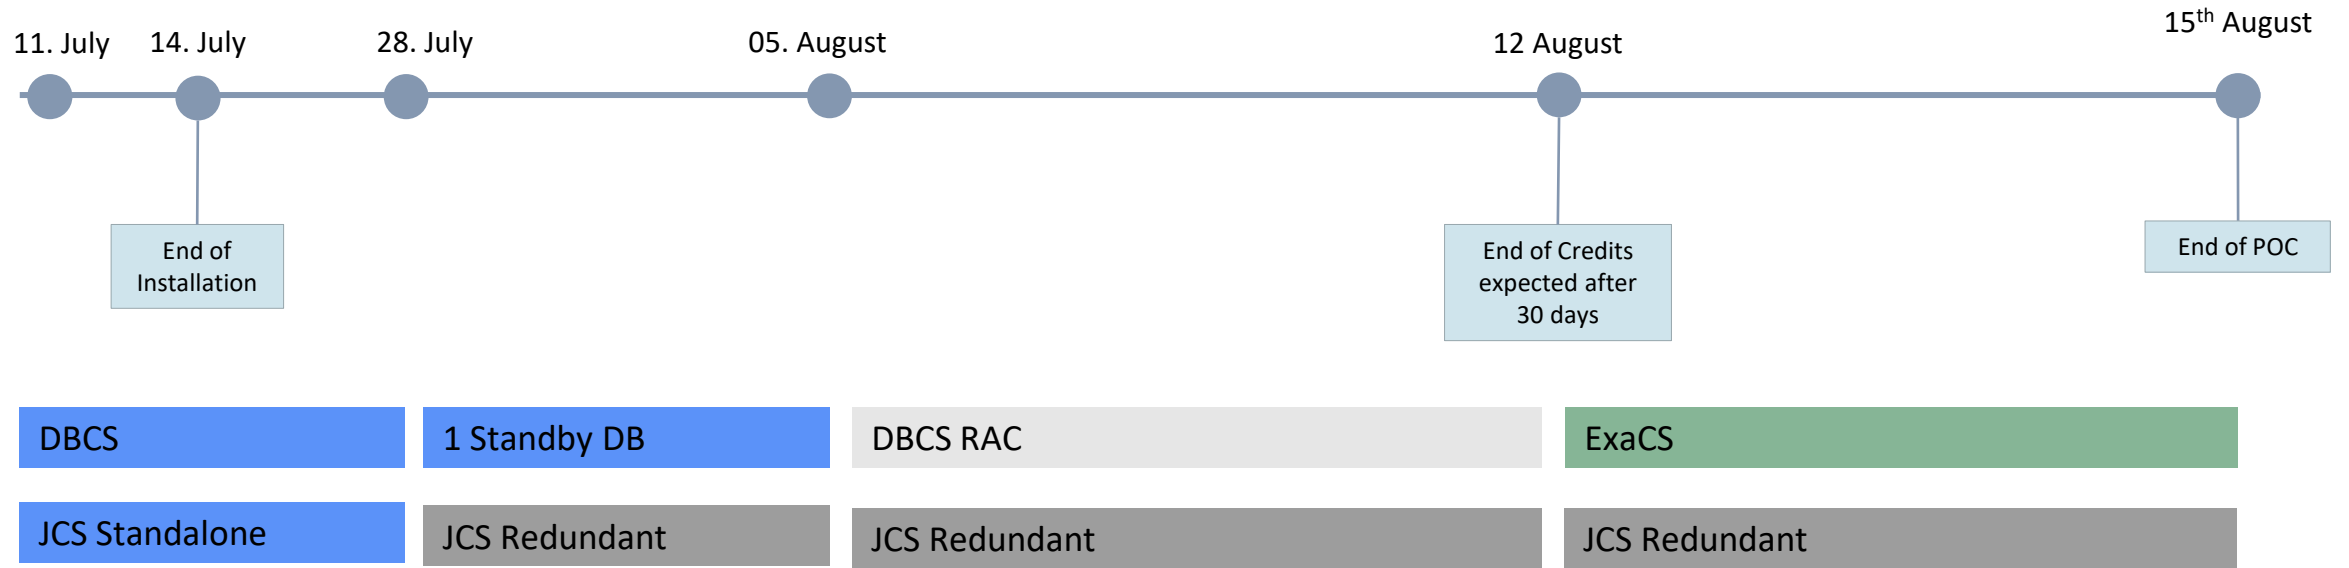 11. July
14. July
28. July
05. August
12 August
15th August
End of
Installation
End of Credits
expected after
30 days
End of POC
DBCS
1 Standby DB
DBCS RAC
ExaCS
JCS Standalone
JCS Redundant
JCS Redundant
JCS Redundant